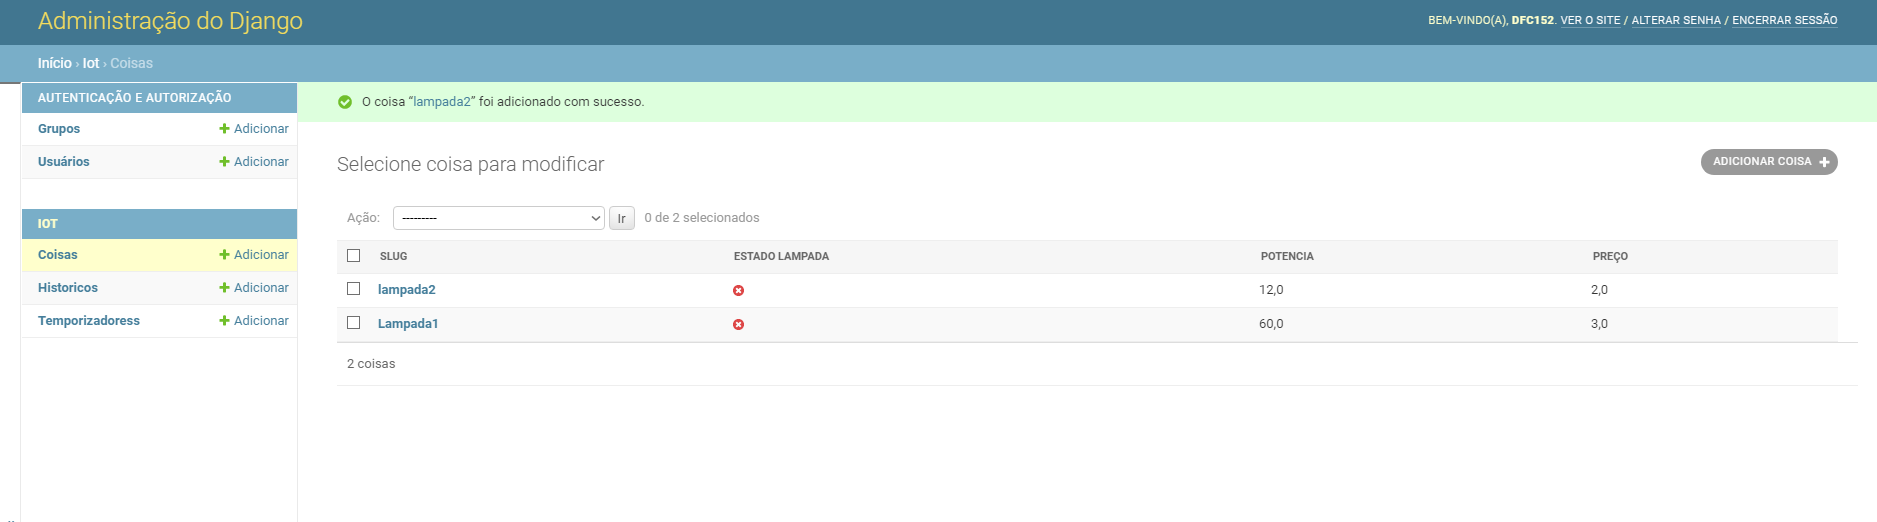 Administração do Django
BEM-VINDO(A), DFC152. VER O SITE / ALTERAR SENHA / ENCERRAR SESSÃO
Início › Iot › Coisas
AUTENTICAÇÃO E AUTORIZAÇÃO
Grupos Adicionar
Usuários Adicionar
IOT
Coisas Adicionar
Historicos Adicionar
Temporizadoress Adicionar
O coisa “lampada2” foi adicionado com sucesso.
Selecione coisa para modificar
ADICIONAR COISA
Ação: --------- Ir 0 de 2 selecionados
SLUG ESTADO LAMPADA POTENCIA PREÇO
lampada2 12,0 2,0
Lampada1 60,0 3,0
2 coisas